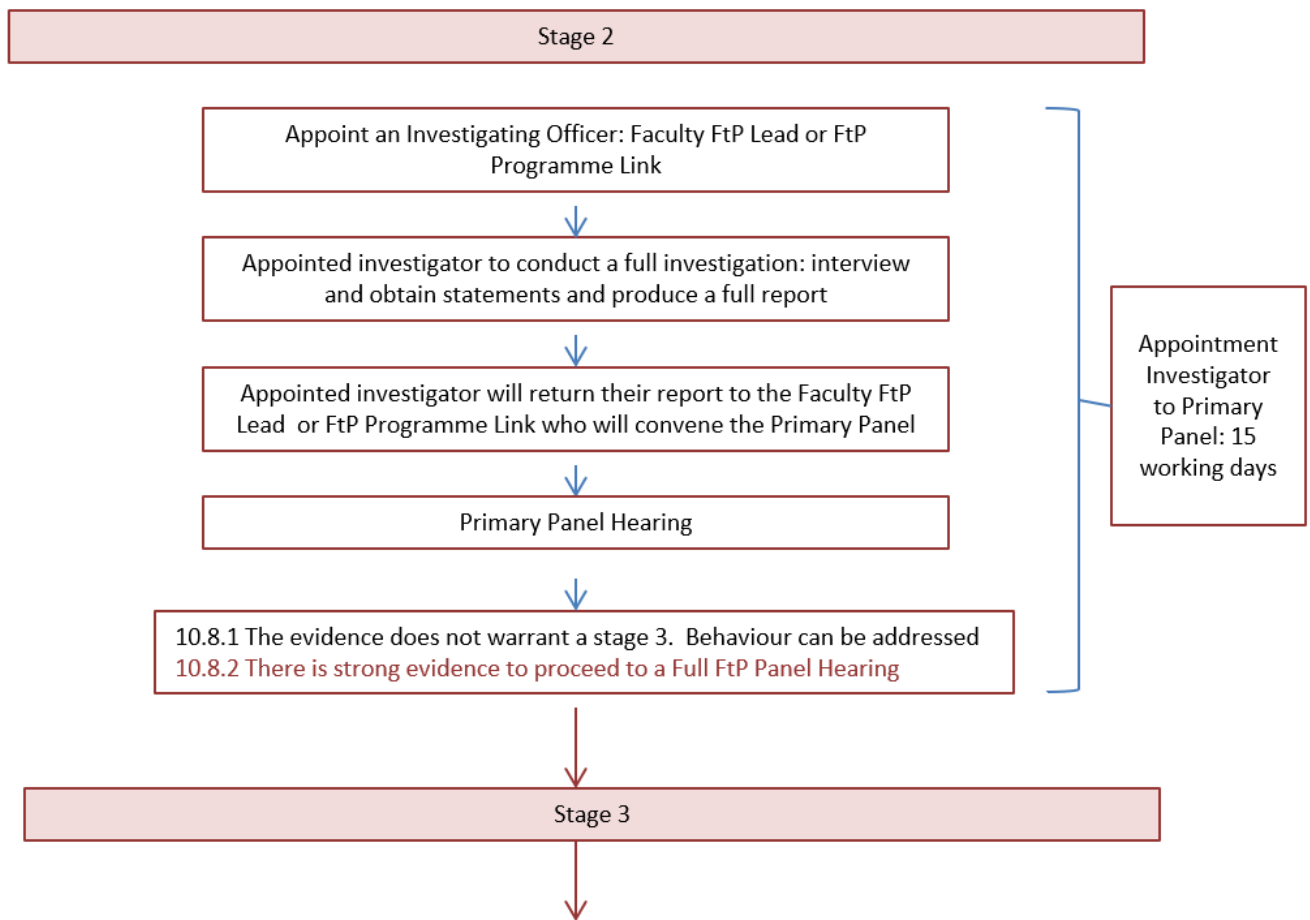 Stage 2
Appoint an Investigating Officer: Faculty FtP Lead or FtP
Programme Link
Appointed investigator to conduct a full investigation: interview
and obtain statements and produce a full report
Appointed investigator will return their report to the Faculty FtP
Lead  or FtP Programme Link who will convene the Primary Panel
Primary Panel Hearing
10.8.1 The evidence does not warrant a stage 3.  Behaviour can be addressed
10.8.2 There is strong evidence to proceed to a Full FtP Panel Hearing
Appointment
Investigator
to Primary
Panel: 15
working days
Stage 3